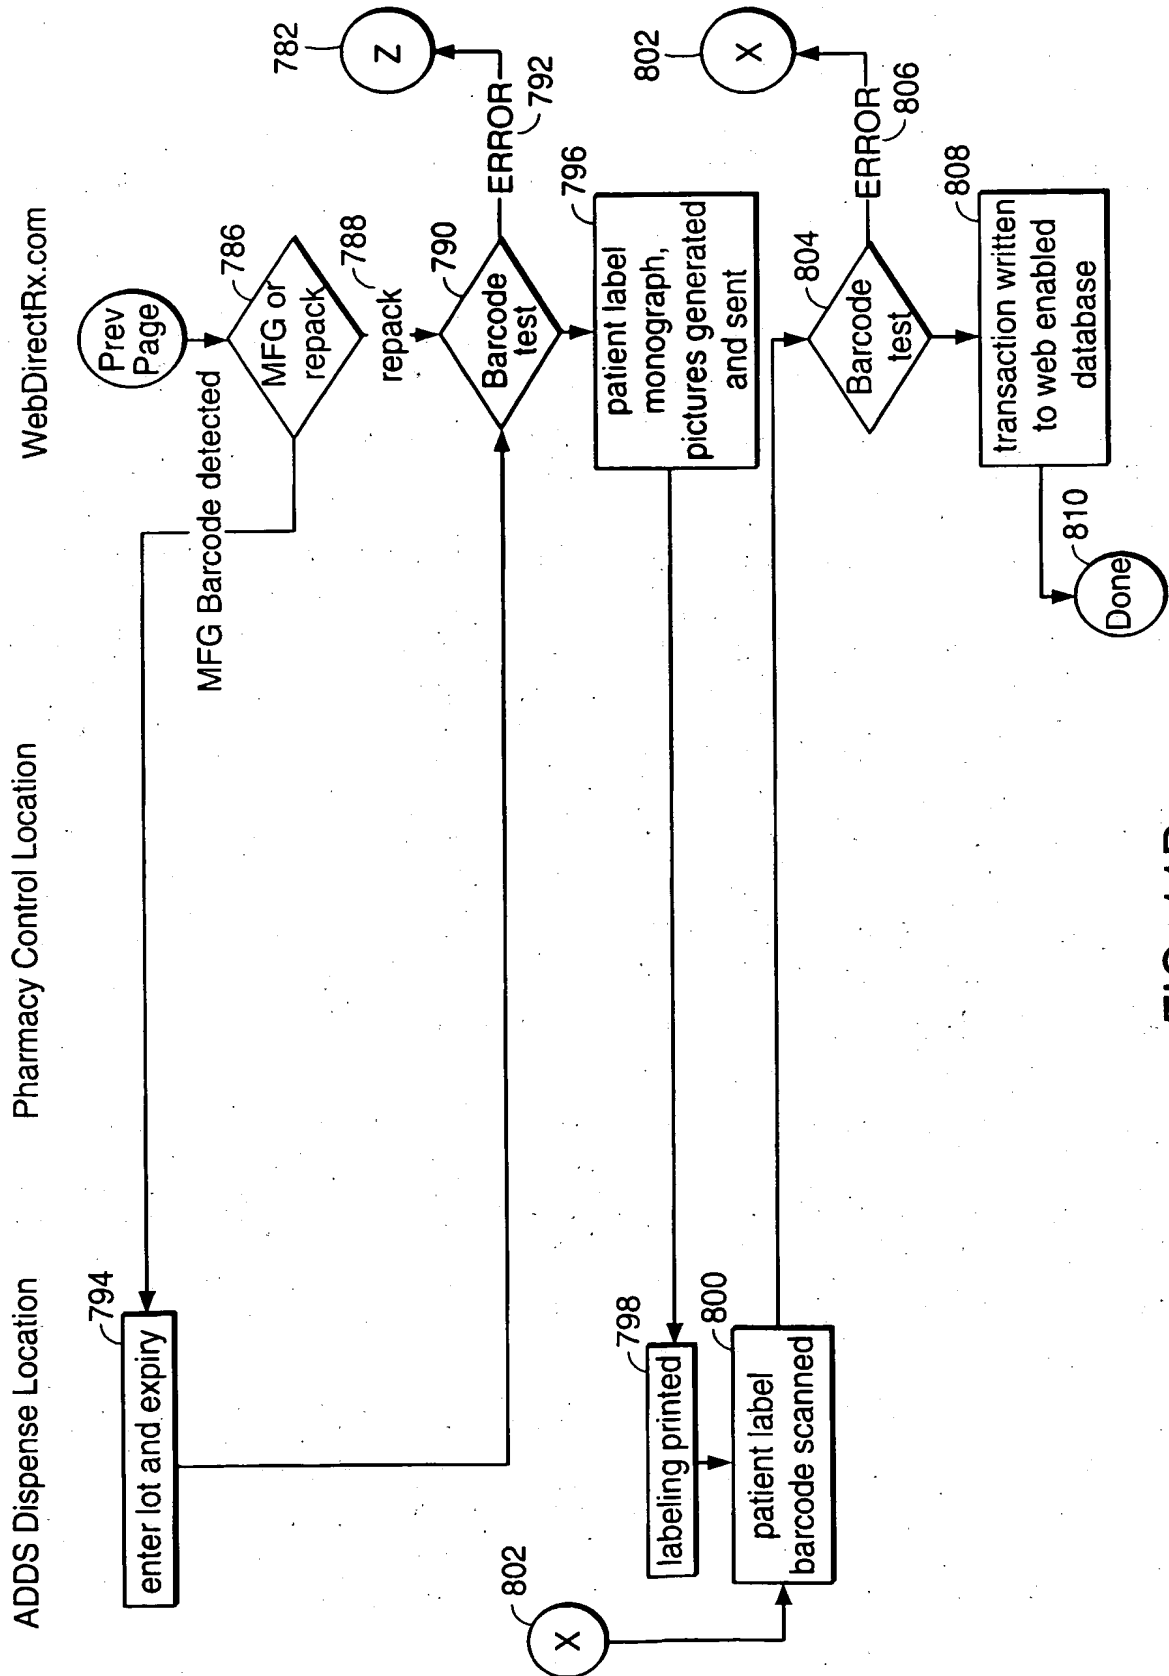 ADDS Dispense Location
Pharmacy Control Location
WebDirectRx.com
Prev
Page
786
MFG or
repack
MFG Barcode detected
788
repack
794
enter lot and expiry
790
Barcode
test
ERROR
792
782
Z
796
patient label
monograph,
pictures generated
and sent
798
labeling printed
800
patient label
barcode scanned
802
X
804
Barcode
test
ERROR
806
802
X
808
transaction written
to web enabled
database
810
Done